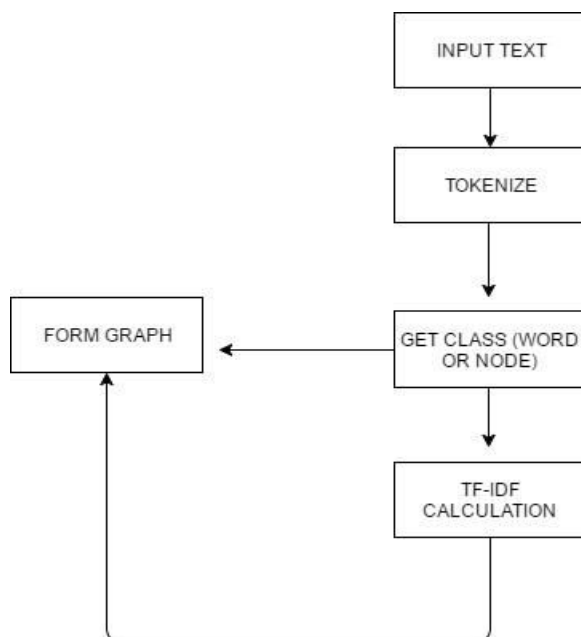 INPUT TEXT
TOKENIZE
FORM GRAPH
GET CLASS (WORD
OR NODE)
TF-IDF
CALCULATION